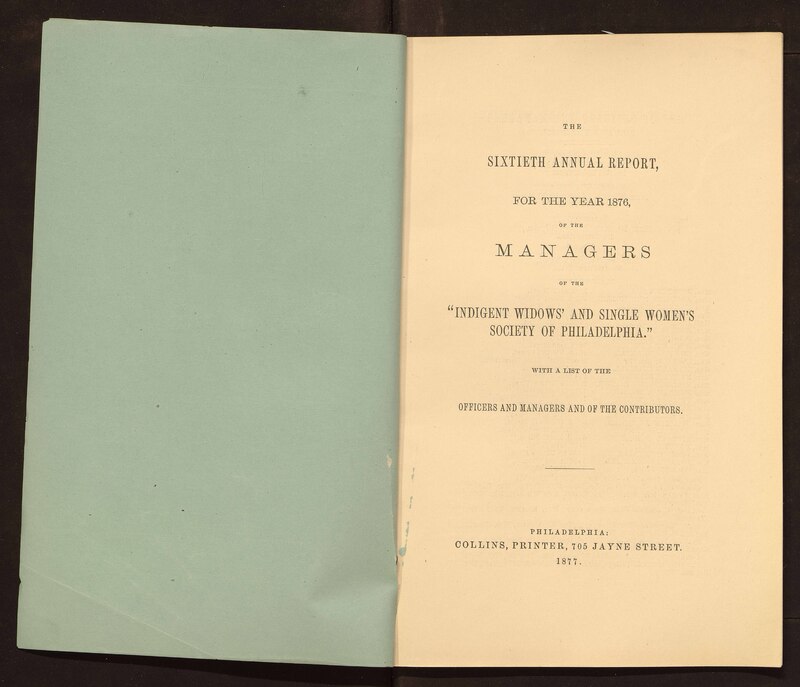 THE
SIXTIETH ANNUAL REPORT,
FOR THE YEAR 1876,
OF THE
MANAGERS
OF THE
“INDIGENT WIDOWS' AND SINGLE WOMEN'S
SOCIETY OF PHILADELPHIA.”
WITH A LIST OF THE
OFFICERS AND MANAGERS AND OF THE CONTRIBUTORS.
PHILADELPHIA:
COLLINS, PRINTER, 705 JAYNE STREET.
1877.